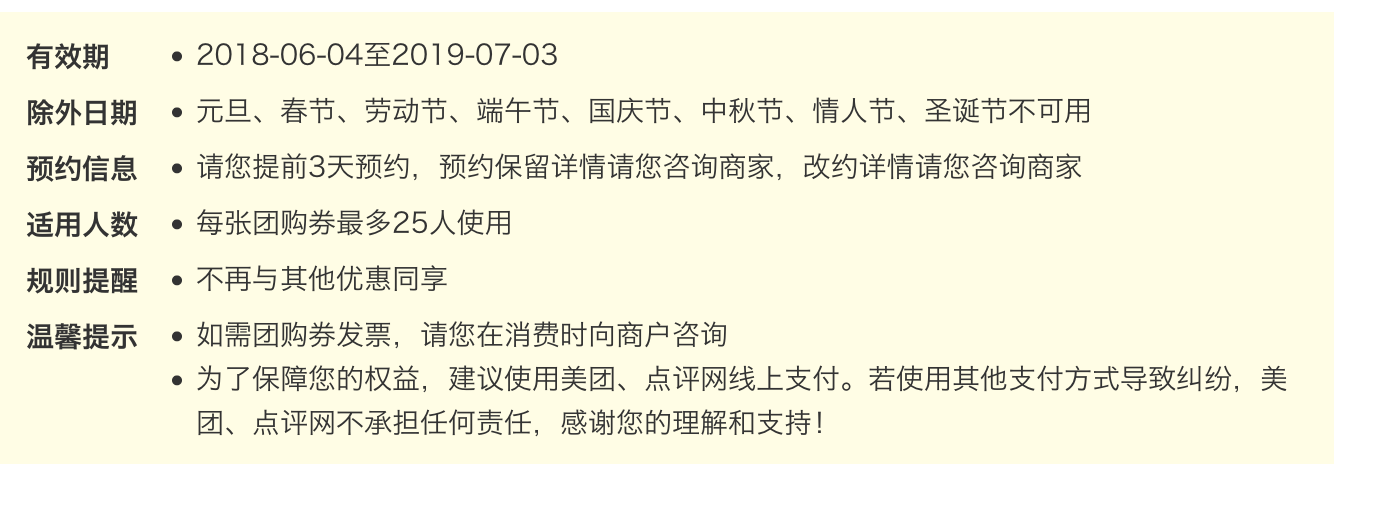 有效期 • 2018-06-04至2019-07-03
除外日期 • 元旦、春节、劳动节、端午节、国庆节、中秋节、情人节、圣诞节不可用
预约信息 • 请您提前3天预约，预约保留详情请您咨询商家，改约详情请您咨询商家
适用人数 • 每张团购券最多25人使用
规则提醒 • 不再与其他优惠同享
温馨提示 • 如需团购券发票，请您在消费时向商户咨询
• 为了保障您的权益，建议使用美团、点评网线上支付。若使用其他支付方式导致纠纷，美
团、点评网不承担任何责任，感谢您的理解和支持！